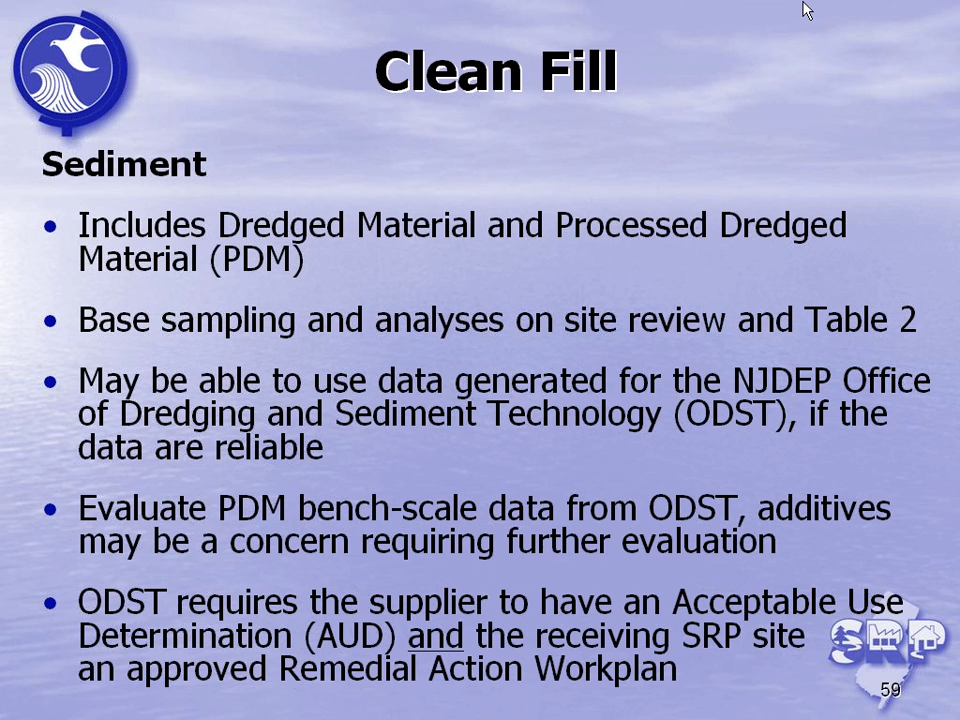 Clean Fill
Sediment
• Includes Dredged Material and Processed Dredged
Material (PDM)
• Base sampling and analyses on site review and Table 2
• May be able to use data generated for the NJDEP Office
of Dredging and Sediment Technology (ODST), if the
data are reliable
• Evaluate PDM bench-scale data from ODST, additives
may be a concern requiring further evaluation
• ODST requires the supplier to have an Acceptable Use
Determination (AUD) and the receiving SRP site
an approved Remedial Action Workplan
SRP
59